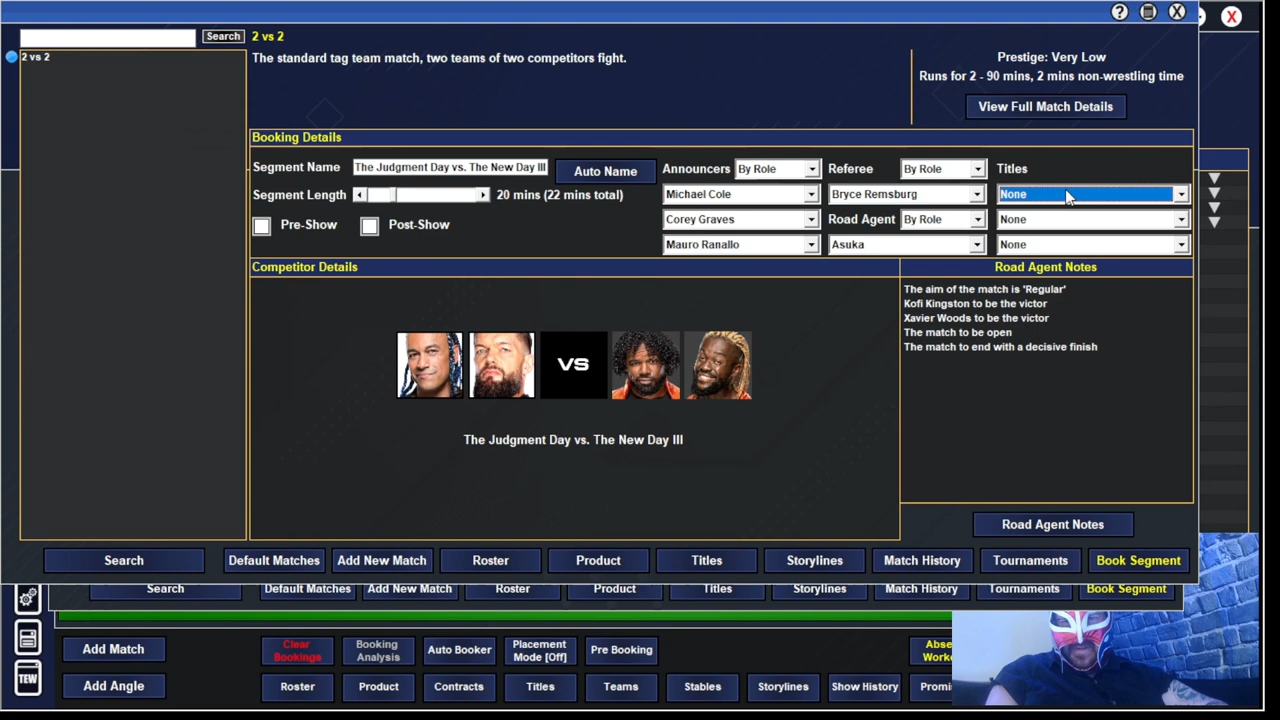 Search
2 vs 2
2 vs 2
The standard tag team match, two teams of two competitors fight.
Prestige: Very Low
Runs for 2 - 90 mins, 2 mins non-wrestling time
View Full Match Details
? X
X
Booking Details
Segment Name The Judgment Day vs. The New Day III Auto Name
Segment Length 20 mins (22 mins total)
Pre-Show Post-Show
Announcers By Role
Michael Cole
Corey Graves
Mauro Ranallo
Referee By Role
Bryce Remsburg
Road Agent By Role
Asuka
Titles
None
None
None
Competitor Details
VS
The Judgment Day vs. The New Day III
Road Agent Notes
The aim of the match is 'Regular'
Kofi Kingston to be the victor
Xavier Woods to be the victor
The match to be open
The match to end with a decisive finish
Road Agent Notes
Search Default Matches Add New Match Roster Product Titles Storylines Match History Tournaments Book Segment
Search Default Matches Add New Match Roster Product Titles Storylines Match History Tournaments Book Segment
Add Match Clear Bookings Booking Analysis Auto Booker Placement Mode [Off] Pre Booking
TEW Add Angle Roster Product Contracts Titles Teams Stables Storylines Show History